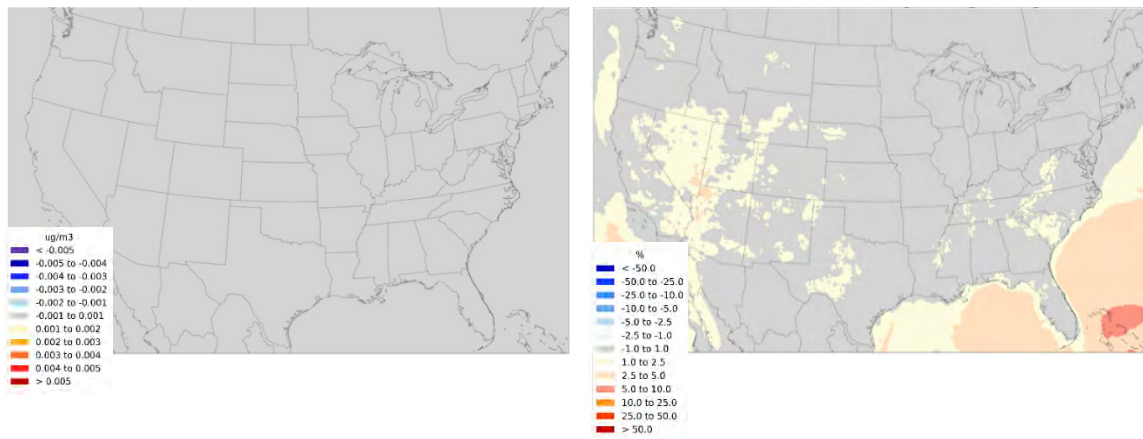 ug/m3
< -0.005
-0.005 to -0.004
-0.004 to -0.003
-0.003 to -0.002
-0.002 to -0.001
-0.001 to 0.001
0.001 to 0.002
0.002 to 0.003
0.003 to 0.004
0.004 to 0.005
> 0.005
%
< -50.0
-50.0 to -25.0
-25.0 to -10.0
-10.0 to -5.0
-5.0 to -2.5
-2.5 to -1.0
-1.0 to 1.0
1.0 to 2.5
2.5 to 5.0
5.0 to 10.0
10.0 to 25.0
25.0 to 50.0
> 50.0